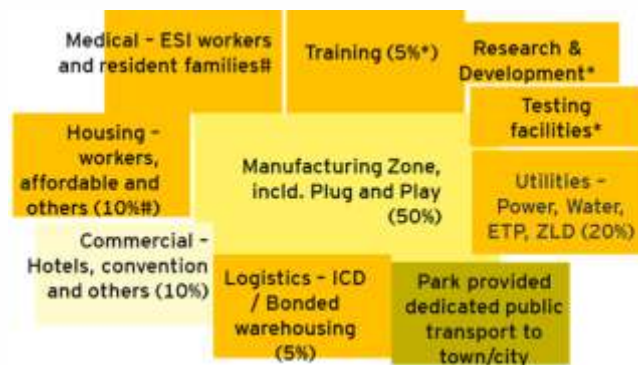 Medical – ESI workers
and resident families#
Training (5%*)
Research &
Development*
Testing
facilities*
Housing –
workers,
affordable and
others (10%#)
Manufacturing Zone,
incld. Plug and Play
(50%)
Utilities –
Power, Water,
ETP, ZLD (20%)
Commercial –
Hotels, convention
and others (10%)
Logistics – ICD
/ Bonded
warehousing
(5%)
Park provided
dedicated public
transport to
town/city